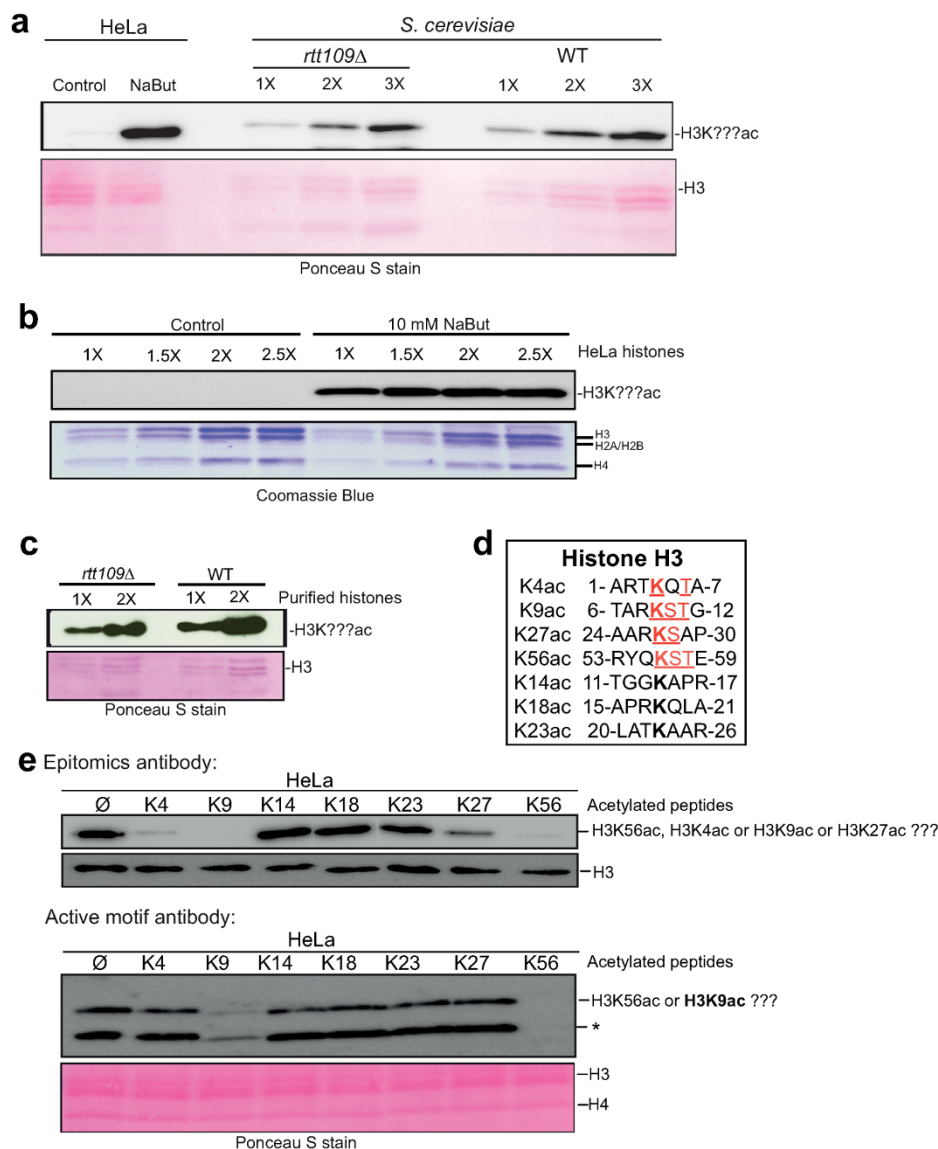 a
HeLa
S. cerevisiae
rtt109Δ
WT
Control NaBut 1X 2X 3X 1X 2X 3X
-H3K???ac
-H3
Ponceau S stain
b
Control 10 mM NaBut
1X 1.5X 2X 2.5X 1X 1.5X 2X 2.5X HeLa histones
-H3K???ac
H3
H2A/H2B
H4
Coomassie Blue
c
rtt109Δ WT
1X 2X 1X 2X Purified histones
-H3K???ac
-H3
Ponceau S stain
d
Histone H3
K4ac 1- ARTKQTA-7
K9ac 6- TARKSTG-12
K27ac 24-AARKSAP-30
K56ac 53-RYQKSTE-59
K14ac 11-TGGKAPR-17
K18ac 15-APRKQLA-21
K23ac 20-LATKAAR-26
e Epitomics antibody:
HeLa
Ø K4 K9 K14 K18 K23 K27 K56 Acetylated peptides
H3K56ac, H3K4ac or H3K9ac or H3K27ac ???
H3
Active motif antibody:
HeLa
Ø K4 K9 K14 K18 K23 K27 K56 Acetylated peptides
H3K56ac or H3K9ac ???
*
H3
H4
Ponceau S stain